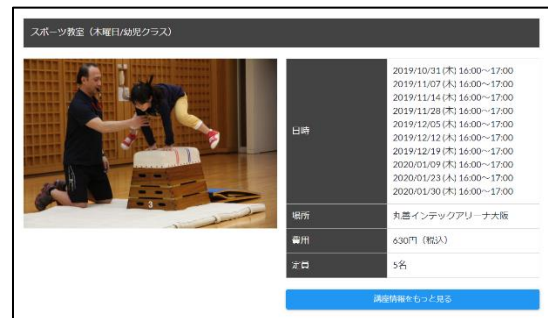 スポーツ教室（木曜日/幼児クラス）
日時
2019/10/31 (木) 16:00～17:00
2019/11/07 (木) 16:00～17:00
2019/11/14 (木) 16:00～17:00
2019/11/28 (木) 16:00～17:00
2019/12/05 (木) 16:00～17:00
2019/12/12 (木) 16:00～17:00
2019/12/19 (木) 16:00～17:00
2020/01/09 (木) 16:00～17:00
2020/01/23 (木) 16:00～17:00
2020/01/30 (木) 16:00～17:00
場所
丸善インテックアリーナ大阪
費用
630円（税込）
定員
5名
講座情報をもっと見る
3